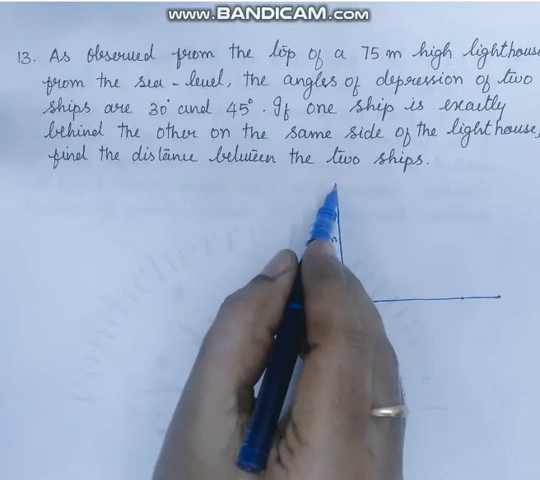 www.BANDICAM.com
13. As observed from the top of a 75 m high lighthouse
from the sea-level, the angles of depression of two
ships are 30° and 45°. If one ship is exactly
behind the other on the same side of the lighthouse,
find the distance between the two ships.